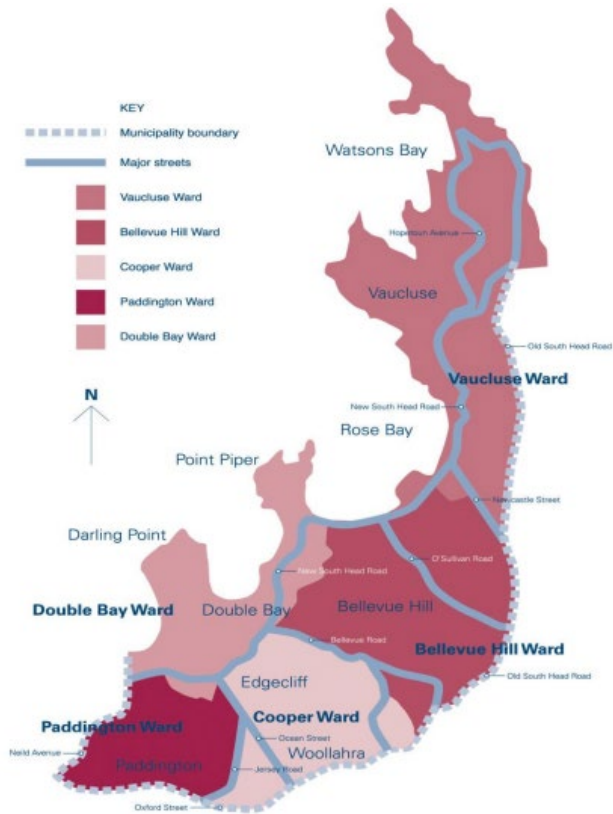 KEY
Municipality boundary
Major streets
Vaucluse Ward
Bellevue Hill Ward
Cooper Ward
Paddington Ward
Double Bay Ward
N
Watsons Bay
Hopetoun Avenue
Vaucluse
Old South Head Road
Vaucluse Ward
New South Head Road
Rose Bay
Point Piper
Newcastle Street
Darling Point
O'Sullivan Road
New South Head Road
Double Bay Ward
Double Bay
Bellevue Hill
Bellevue Road
Bellevue Hill Ward
Old South Head Road
Edgecliff
Paddington Ward
Cooper Ward
Ocean Street
Neild Avenue
Woollahra
Paddington
Jersey Road
Oxford Street